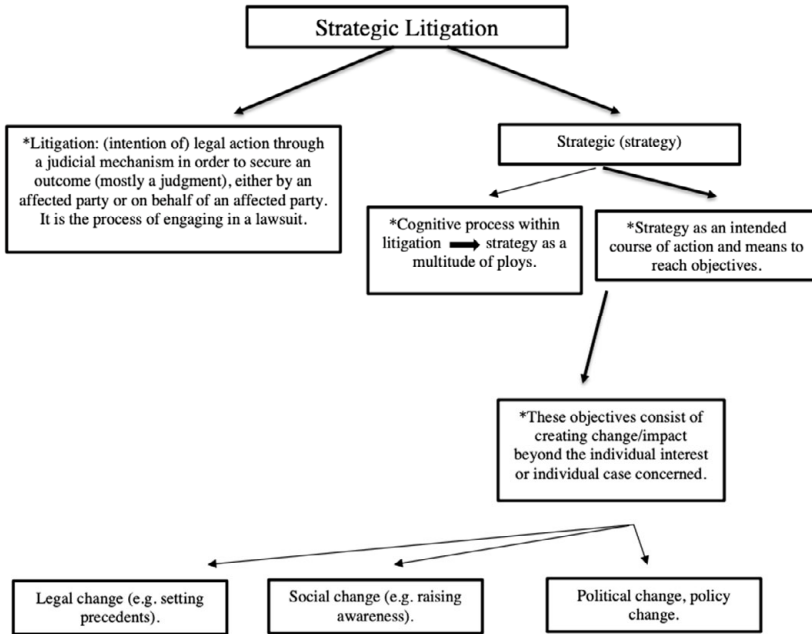 Strategic Litigation
*Litigation: (intention of) legal action through
a judicial mechanism in order to secure an
outcome (mostly a judgment), either by an
affected party or on behalf of an affected party.
It is the process of engaging in a lawsuit.
Strategic (strategy)
*Cognitive process within
litigation ➡ strategy as a
multitude of ploys.
*Strategy as an intended
course of action and means to
reach objectives.
*These objectives consist of
creating change/impact
beyond the individual interest
or individual case concerned.
Legal change (e.g. setting
precedents).
Social change (e.g. raising
awareness).
Political change, policy
change.